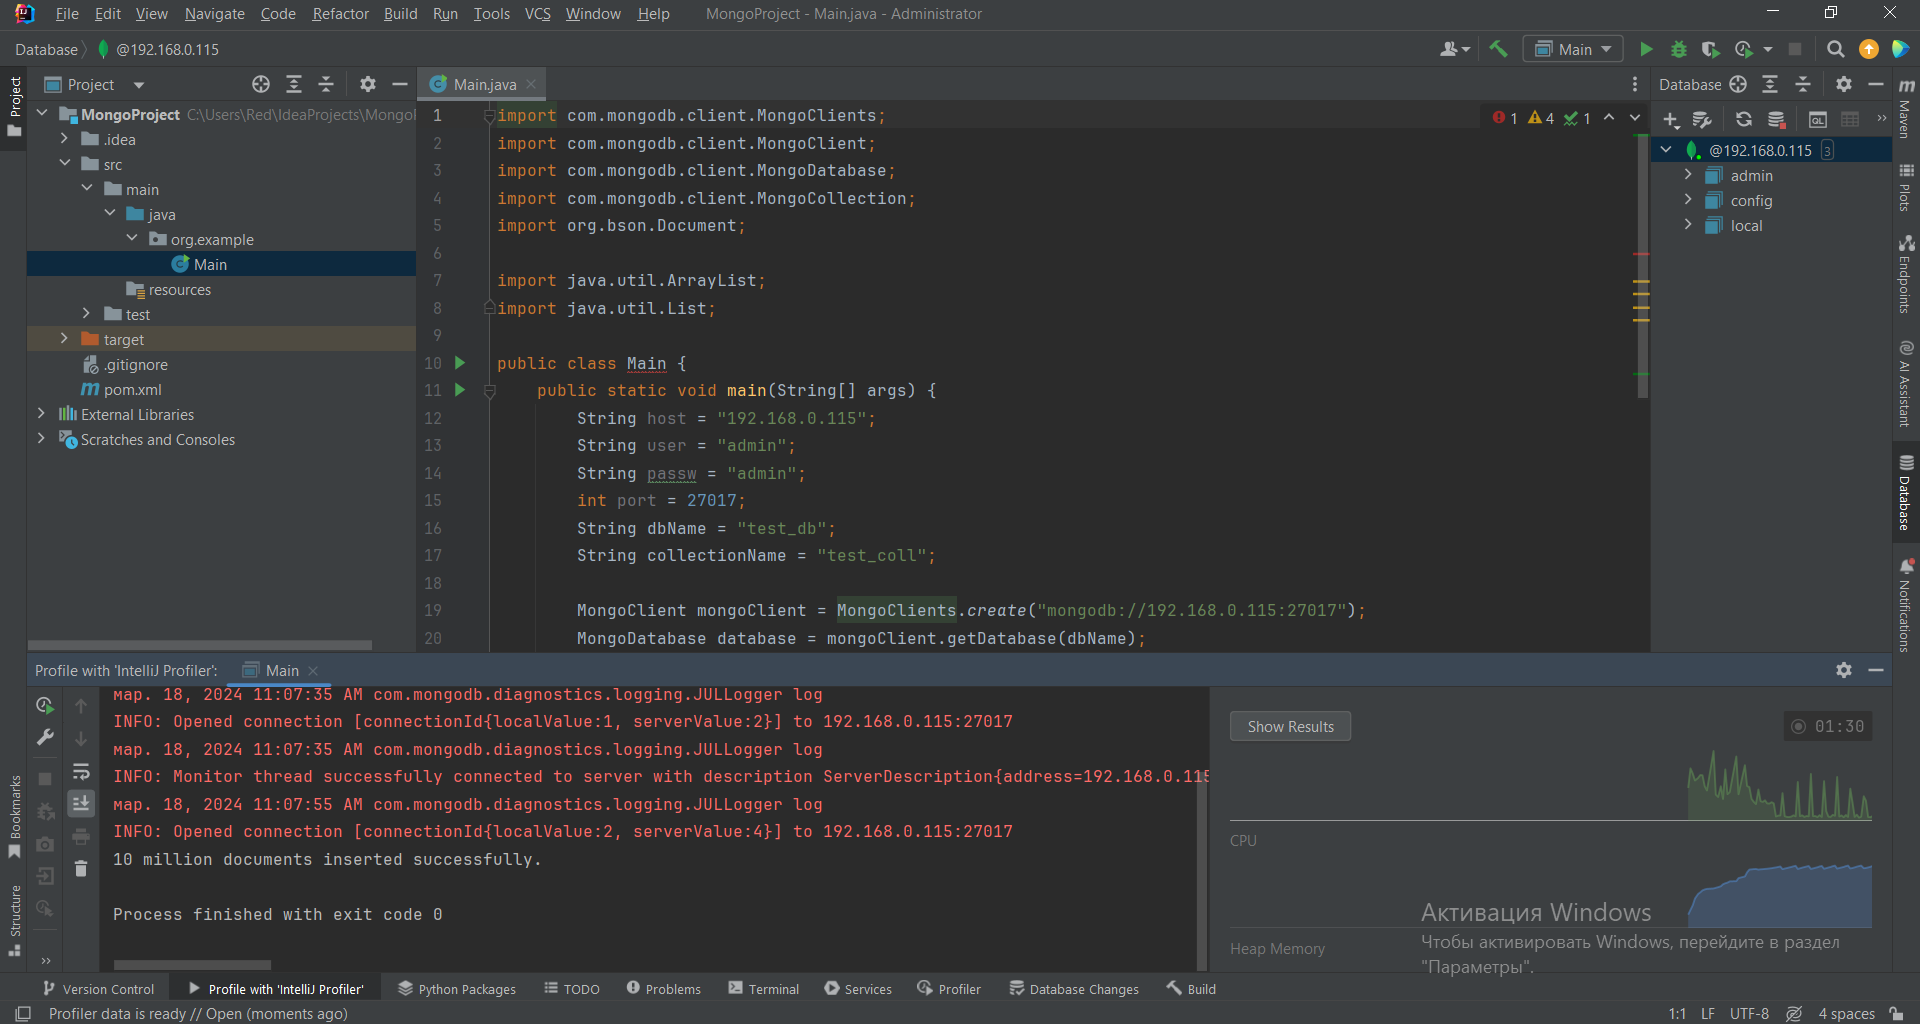 File Edit View Navigate Code Refactor Build Run Tools VCS Window Help MongoProject - Main.java - Administrator
Database @192.168.0.115 Main
Project
MongoProject C:\Users\Red\IdeaProjects\Mongol
.idea
src
main
java
org.example
Main
resources
test
target
.gitignore
pom.xml
External Libraries
Scratches and Consoles
Main.java
1 import com.mongodb.client.MongoClients;
2 import com.mongodb.client.MongoClient;
3 import com.mongodb.client.MongoDatabase;
4 import com.mongodb.client.MongoCollection;
5 import org.bson.Document;
6
7 import java.util.ArrayList;
8 import java.util.List;
9
10 public class Main {
11 public static void main(String[] args) {
12 String host = "192.168.0.115";
13 String user = "admin";
14 String passw = "admin";
15 int port = 27017;
16 String dbName = "test_db";
17 String collectionName = "test_coll";
18
19 MongoClient mongoClient = MongoClients.create("mongodb://192.168.0.115:27017");
20 MongoDatabase database = mongoClient.getDatabase(dbName);
1 4 1
Database
QL
@192.168.0.115 3
admin
config
local
Project
Bookmarks
Structure
Maven
Plots
Endpoints
AI Assistant
Database
Notifications
Profile with 'IntelliJ Profiler': Main
мар. 18, 2024 11:07:35 AM com.mongodb.diagnostics.logging.JULLogger log
INFO: Opened connection [connectionId{localValue:1, serverValue:2}] to 192.168.0.115:27017
мар. 18, 2024 11:07:35 AM com.mongodb.diagnostics.logging.JULLogger log
INFO: Monitor thread successfully connected to server with description ServerDescription{address=192.168.0.115
мар. 18, 2024 11:07:55 AM com.mongodb.diagnostics.logging.JULLogger log
INFO: Opened connection [connectionId{localValue:2, serverValue:4}] to 192.168.0.115:27017
10 million documents inserted successfully.
Process finished with exit code 0
Show Results 01:30
CPU
Heap Memory
Активация Windows
Чтобы активировать Windows, перейдите в раздел
"Параметры".
Version Control Profile with 'IntelliJ Profiler' Python Packages TODO Problems Terminal Services Profiler Database Changes Build
Profiler data is ready // Open (moments ago) 1:1 LF UTF-8 4 spaces